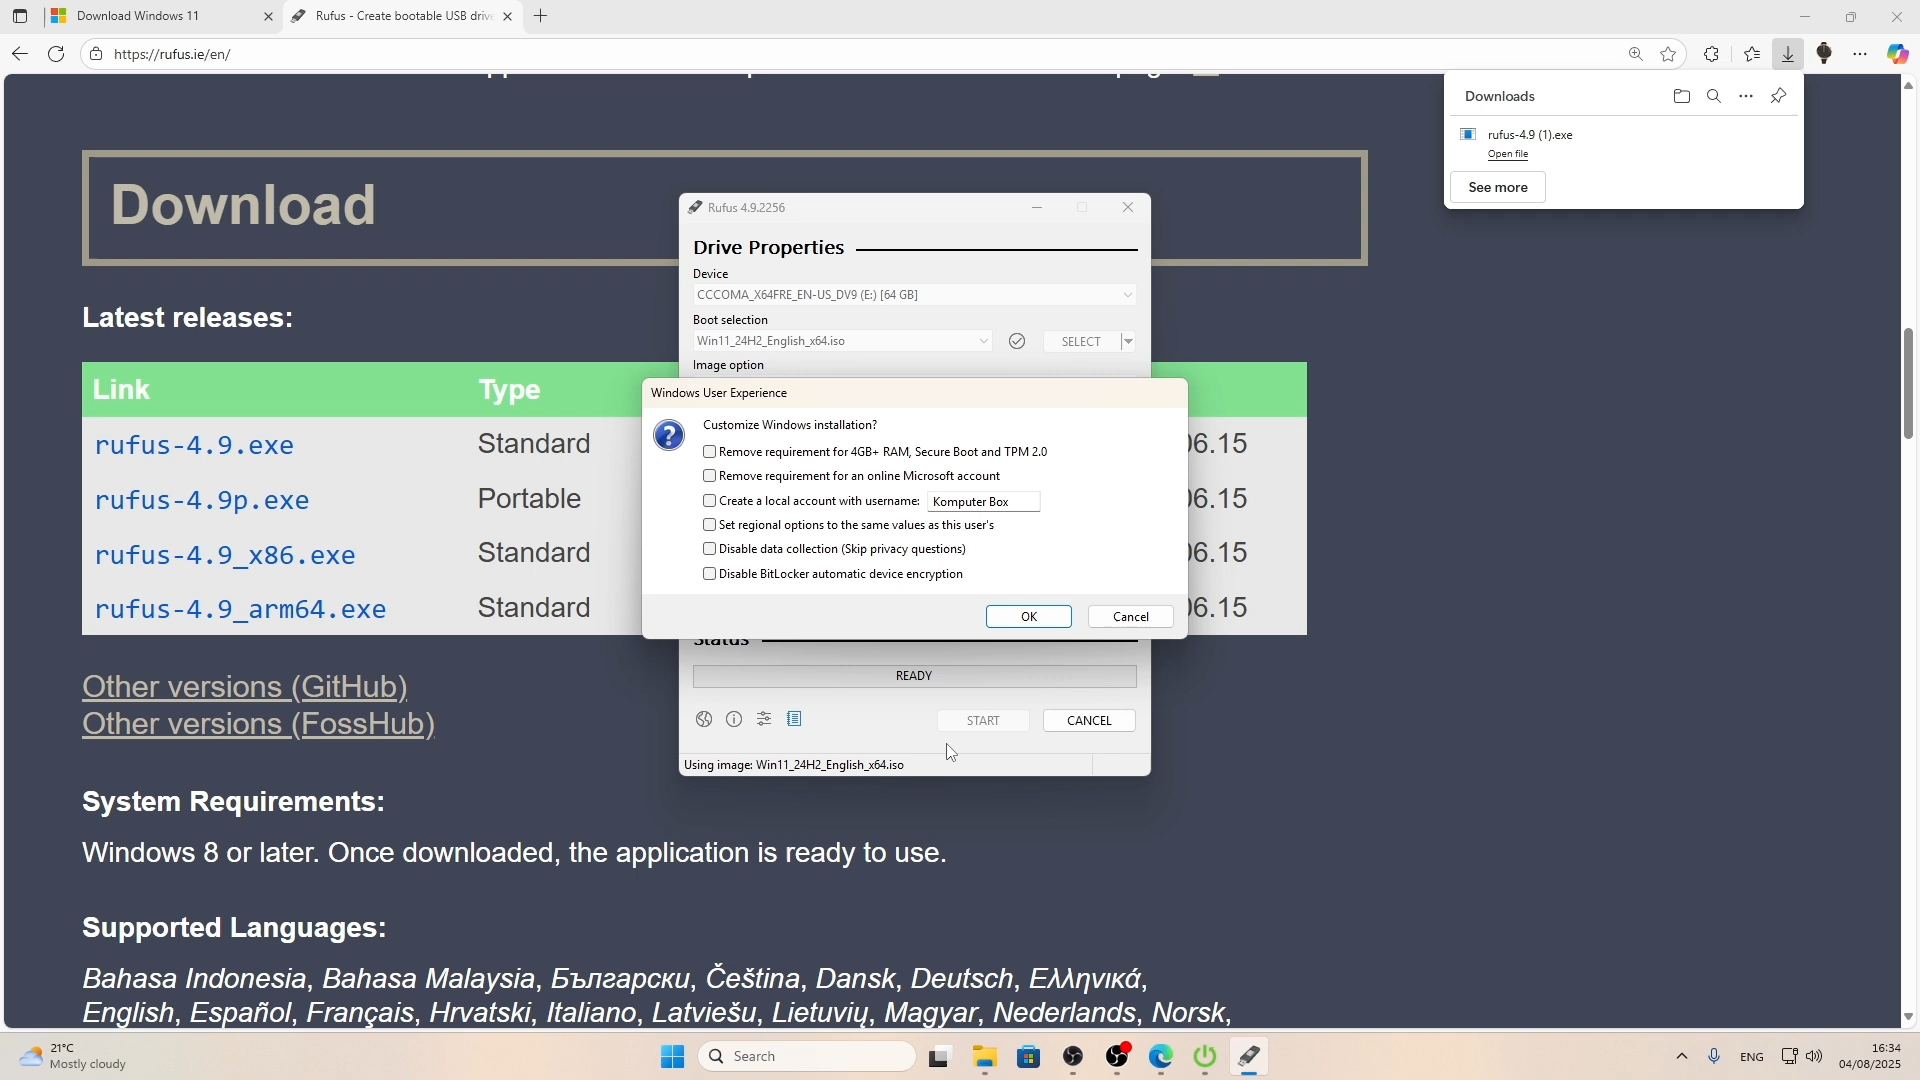 Download Windows 11
Rufus - Create bootable USB drive
https://rufus.ie/en/
Downloads
rufus-4.9 (1).exe
Open file
See more
Download
Latest releases:
Link Type
rufus-4.9.exe Standard 06.15
rufus-4.9p.exe Portable 06.15
rufus-4.9_x86.exe Standard 06.15
rufus-4.9_arm64.exe Standard 06.15
Other versions (GitHub)
Other versions (FossHub)
System Requirements:
Windows 8 or later. Once downloaded, the application is ready to use.
Supported Languages:
Bahasa Indonesia, Bahasa Malaysia, Български, Čeština, Dansk, Deutsch, Ελληνικά,
English, Español, Français, Hrvatski, Italiano, Latviešu, Lietuvių, Magyar, Nederlands, Norsk,
Rufus 4.9.2256
Drive Properties
Device
CCCOMA_X64FRE_EN-US_DV9 (E:) [64 GB]
Boot selection
Win11_24H2_English_x64.iso
SELECT
Image option
Windows User Experience
Customize Windows installation?
Remove requirement for 4GB+ RAM, Secure Boot and TPM 2.0
Remove requirement for an online Microsoft account
Create a local account with username: Komputer Box
Set regional options to the same values as this user's
Disable data collection (Skip privacy questions)
Disable BitLocker automatic device encryption
OK Cancel
Status
READY
START CANCEL
Using image: Win11_24H2_English_x64.iso
21°C
Mostly cloudy
Search
ENG
16:34
04/08/2025